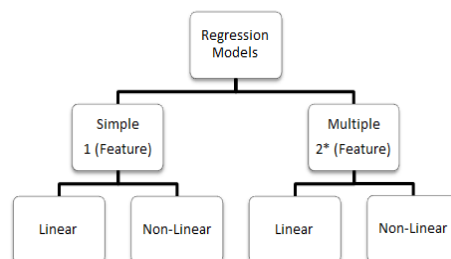 Regression
Models
Simple
1 (Feature)
Multiple
2* (Feature)
Linear
Non-Linear
Linear
Non-Linear